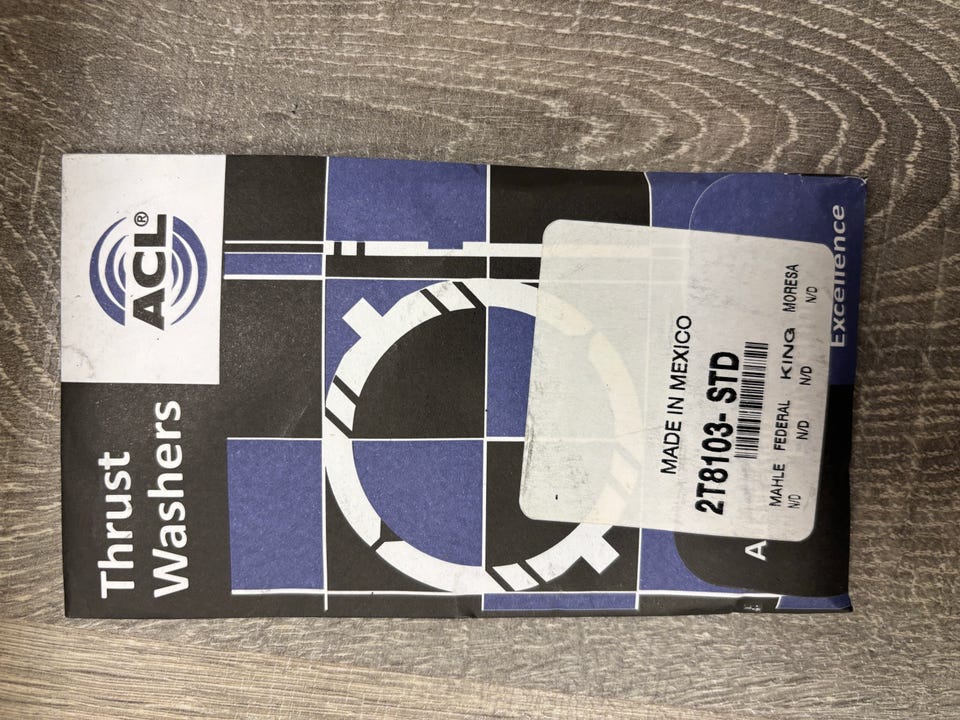 ACL®
Thrust
Washers
MADE IN MEXICO
2T8103- STD
MAHLE FEDERAL KING MORESA
N/D N/D N/D N/D
A
Excellence